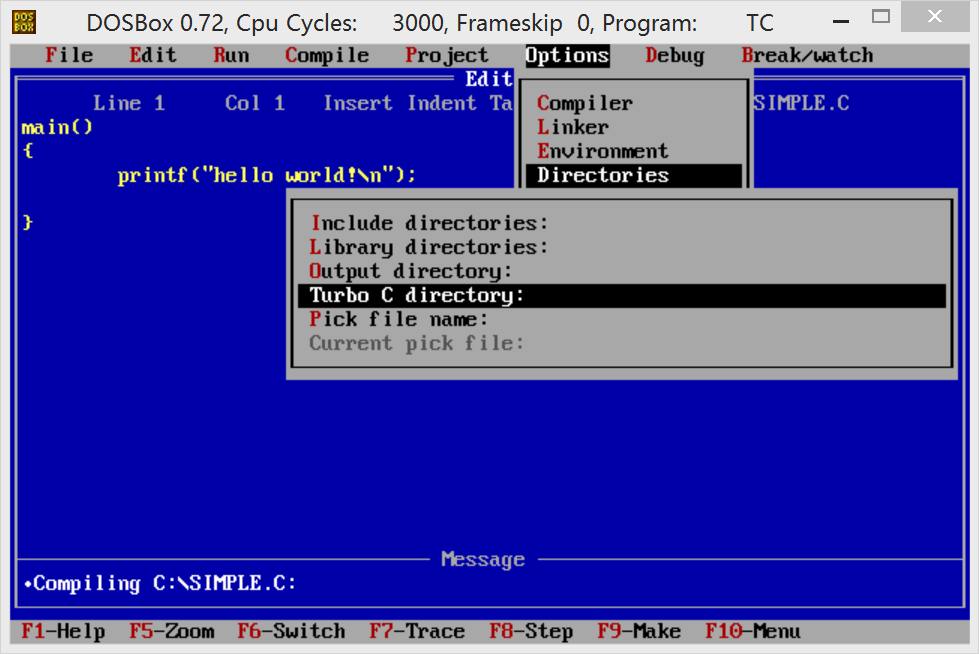 DOS BOX DOSBox 0.72, Cpu Cycles: 3000, Frameskip 0, Program: TC
File Edit Run Compile Project Options Debug Break/watch
Edit
Line 1 Col 1 Insert Indent Ta SIMPLE.C
main()
{
printf("hello world!\n");
}
Compiler
Linker
Environment
Directories
Include directories:
Library directories:
Output directory:
Turbo C directory:
Pick file name:
Current pick file:
Message
•Compiling C:\SIMPLE.C:
F1-Help F5-Zoom F6-Switch F7-Trace F8-Step F9-Make F10-Menu